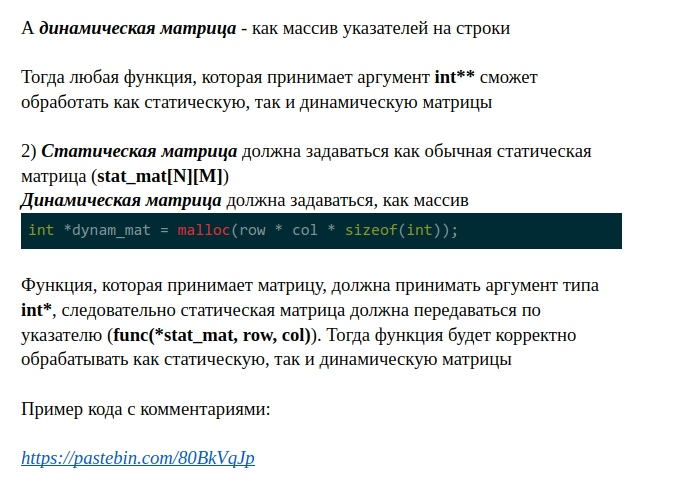 А динамическая матрица - как массив указателей на строки
Тогда любая функция, которая принимает аргумент int** сможет
обработать как статическую, так и динамическую матрицы
2) Статическая матрица должна задаваться как обычная статическая
матрица (stat_mat[N][M])
Динамическая матрица должна задаваться, как массив
int *dynam_mat = malloc(row * col * sizeof(int));
Функция, которая принимает матрицу, должна принимать аргумент типа
int*, следовательно статическая матрица должна передаваться по
указателю (func(*stat_mat, row, col)). Тогда функция будет корректно
обрабатывать как статическую, так и динамическую матрицы
Пример кода с комментариями:
https://pastebin.com/80BkVqJp